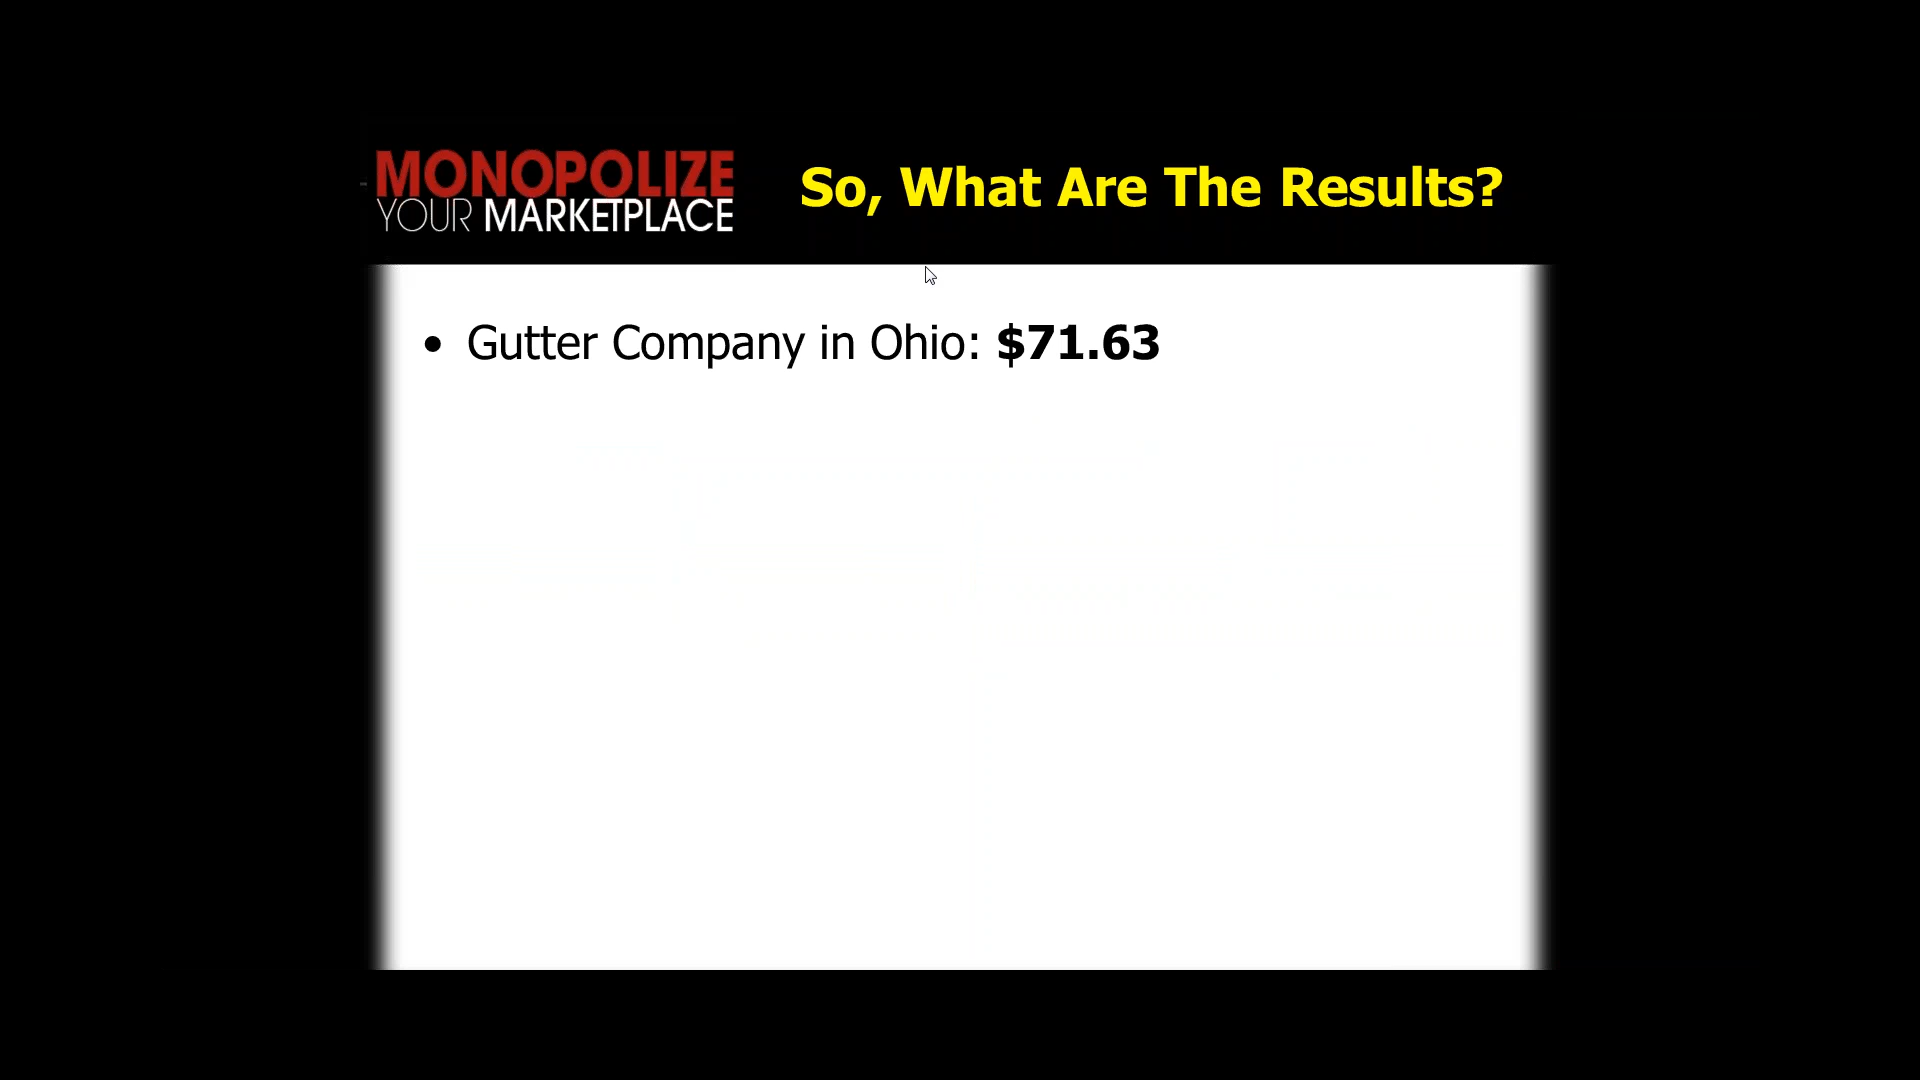 MONOPOLIZE
YOUR MARKETPLACE
So, What Are The Results?
• Gutter Company in Ohio: $71.63